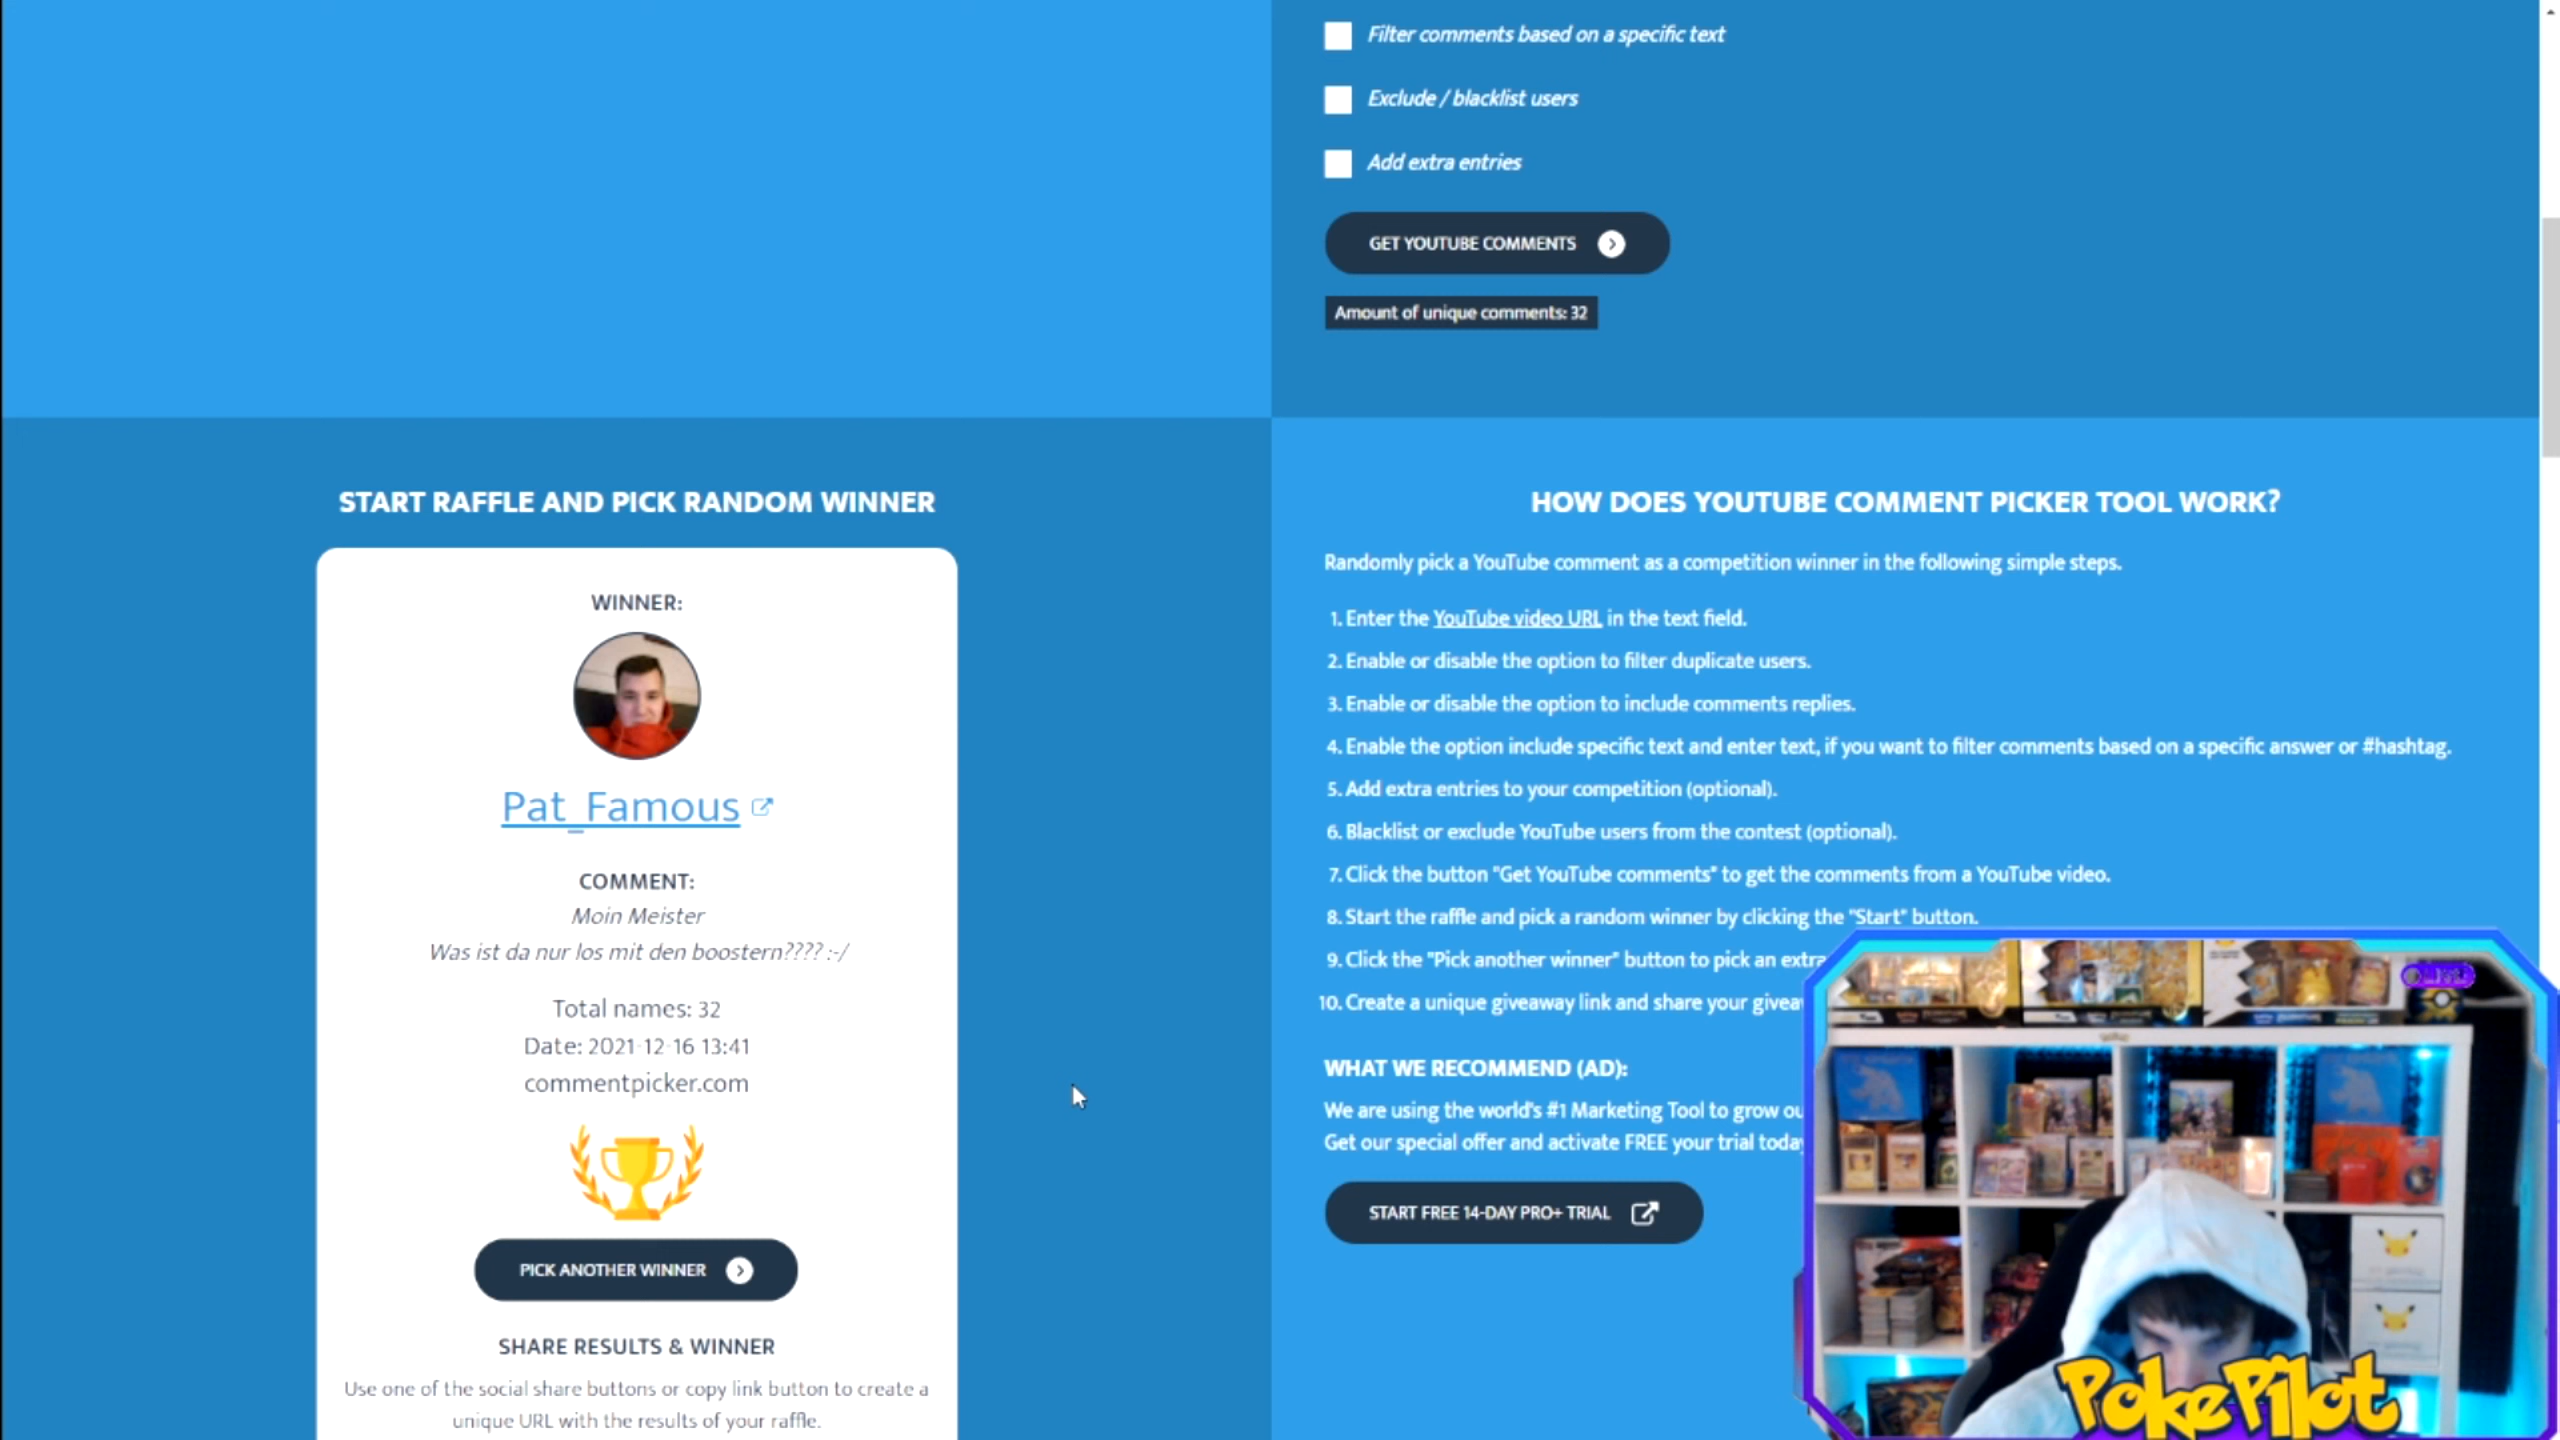 Filter comments based on a specific text
Exclude / blacklist users
Add extra entries
GET YOUTUBE COMMENTS
Amount of unique comments: 32
START RAFFLE AND PICK RANDOM WINNER
WINNER:
Pat_Famous
COMMENT:
Moin Meister
Was ist da nur los mit den boostern???? :-/
Total names: 32
Date: 2021-12-16 13:41
commentpicker.com
PICK ANOTHER WINNER
SHARE RESULTS & WINNER
Use one of the social share buttons or copy link button to create a
unique URL with the results of your raffle.
HOW DOES YOUTUBE COMMENT PICKER TOOL WORK?
Randomly pick a YouTube comment as a competition winner in the following simple steps.
1. Enter the YouTube video URL in the text field.
2. Enable or disable the option to filter duplicate users.
3. Enable or disable the option to include comments replies.
4. Enable the option include specific text and enter text, if you want to filter comments based on a specific answer or #hashtag.
5. Add extra entries to your competition (optional).
6. Blacklist or exclude YouTube users from the contest (optional).
7. Click the button "Get YouTube comments" to get the comments from a YouTube video.
8. Start the raffle and pick a random winner by clicking the "Start" button.
9. Click the "Pick another winner" button to pick an extra
10. Create a unique giveaway link and share your
WHAT WE RECOMMEND (AD):
We are using the world's #1 Marketing Tool to grow
Get our special offer and activate FREE your trial
START FREE 14-DAY PRO+ TRIAL
PokePilot